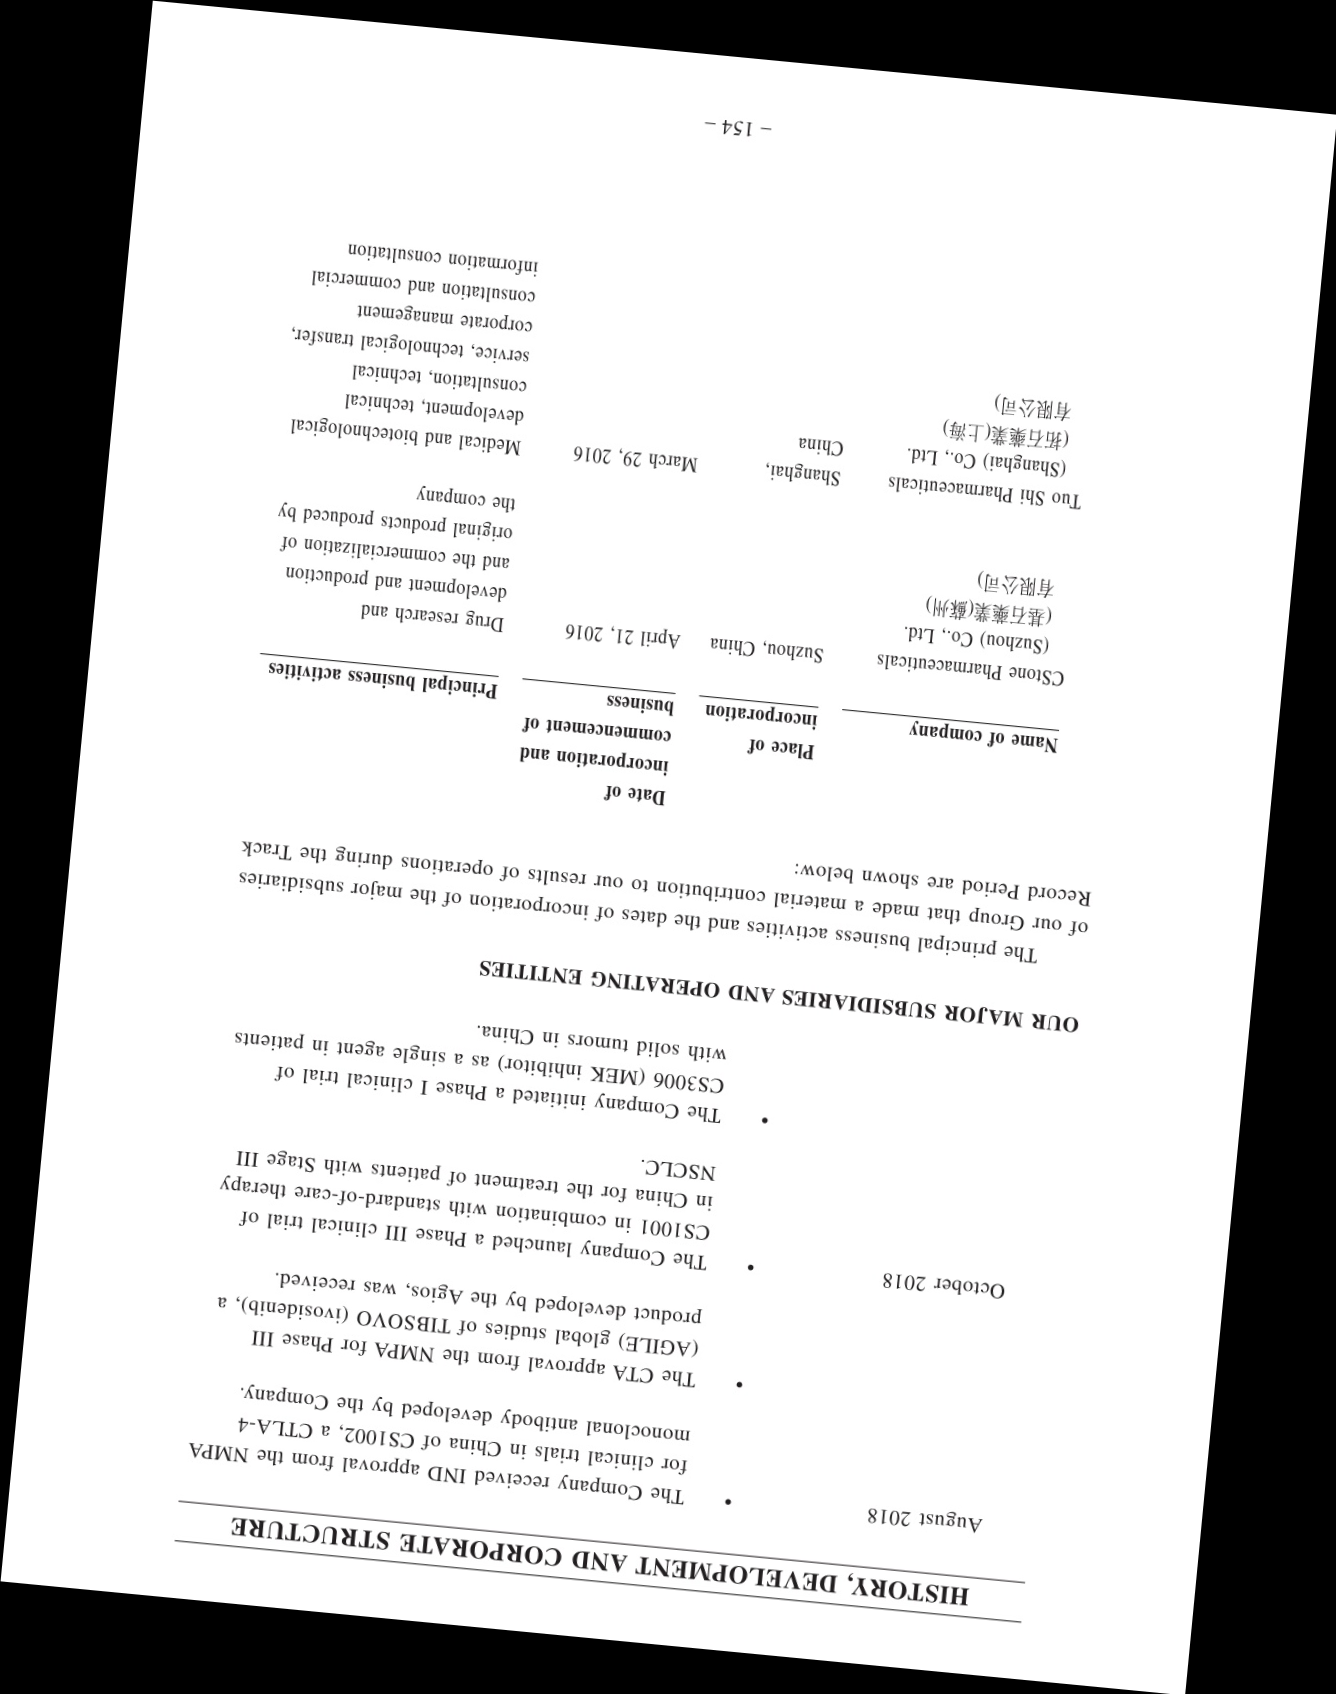 HISTORY, DEVELOPMENT AND CORPORATE STRUCTURE
August 2018
• The Company received IND approval from the NMPA
for clinical trials in China of CS1002, a CTLA-4
monoclonal antibody developed by the Company.
• The CTA approval from the NMPA for Phase III
(AGILE) global studies of TIBSOVO (ivosidenib), a
product developed by the Agios, was received.
October 2018
• The Company launched a Phase III clinical trial of
CS1001 in combination with standard-of-care therapy
in China for the treatment of patients with Stage III
NSCLC.
• The Company initiated a Phase I clinical trial of
CS3006 (MEK inhibitor) as a single agent in patients
with solid tumors in China.
OUR MAJOR SUBSIDIARIES AND OPERATING ENTITIES
The principal business activities and the dates of incorporation of the major subsidiaries
of our Group that made a material contribution to our results of operations during the Track
Record Period are shown below:
Name of company
Place of
incorporation
Date of
incorporation and
commencement of
business
Principal business activities
CStone Pharmaceuticals
(Suzhou) Co., Ltd.
(基石藥業(蘇州)
有限公司)
Suzhou, China
April 21, 2016
Drug research and
development and production
and the commercialization of
original products produced by
the company
Tuo Shi Pharmaceuticals
(Shanghai) Co., Ltd.
(拓石藥業(上海)
有限公司)
Shanghai,
China
March 29, 2016
Medical and biotechnological
development, technical
consultation, technical
service, technological transfer,
corporate management
consultation and commercial
information consultation
– 154 –